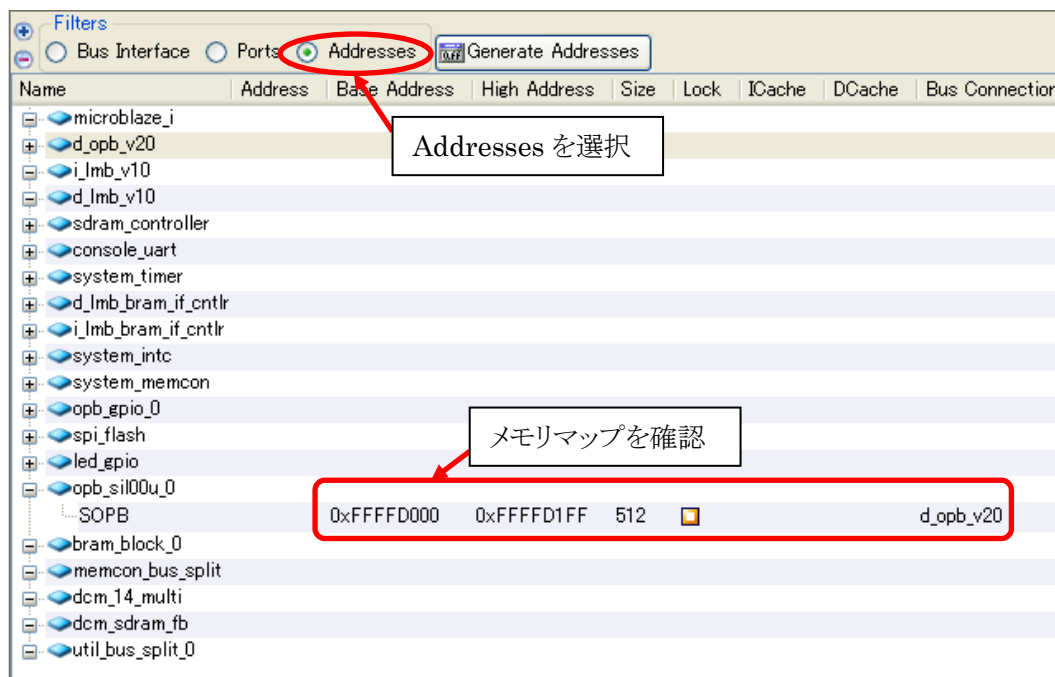 Filters
Bus Interface Ports Addresses Generate Addresses
Name Address Base Address High Address Size Lock ICache DCache Bus Connection
microblaze_i
Addresses を選択
d_opb_v20
i_lmb_v10
d_lmb_v10
sdram_controller
console_uart
system_timer
d_lmb_bram_if_cntlr
i_lmb_bram_if_cntlr
system_intc
system_memcon
opb_gpio_0
メモリマップを確認
spi_flash
led_gpio
opb_sil00u_0
SOPB 0xFFFFD000 0xFFFFD1FF 512 d_opb_v20
bram_block_0
memcon_bus_split
dcm_14_multi
dcm_sdram_fb
util_bus_split_0